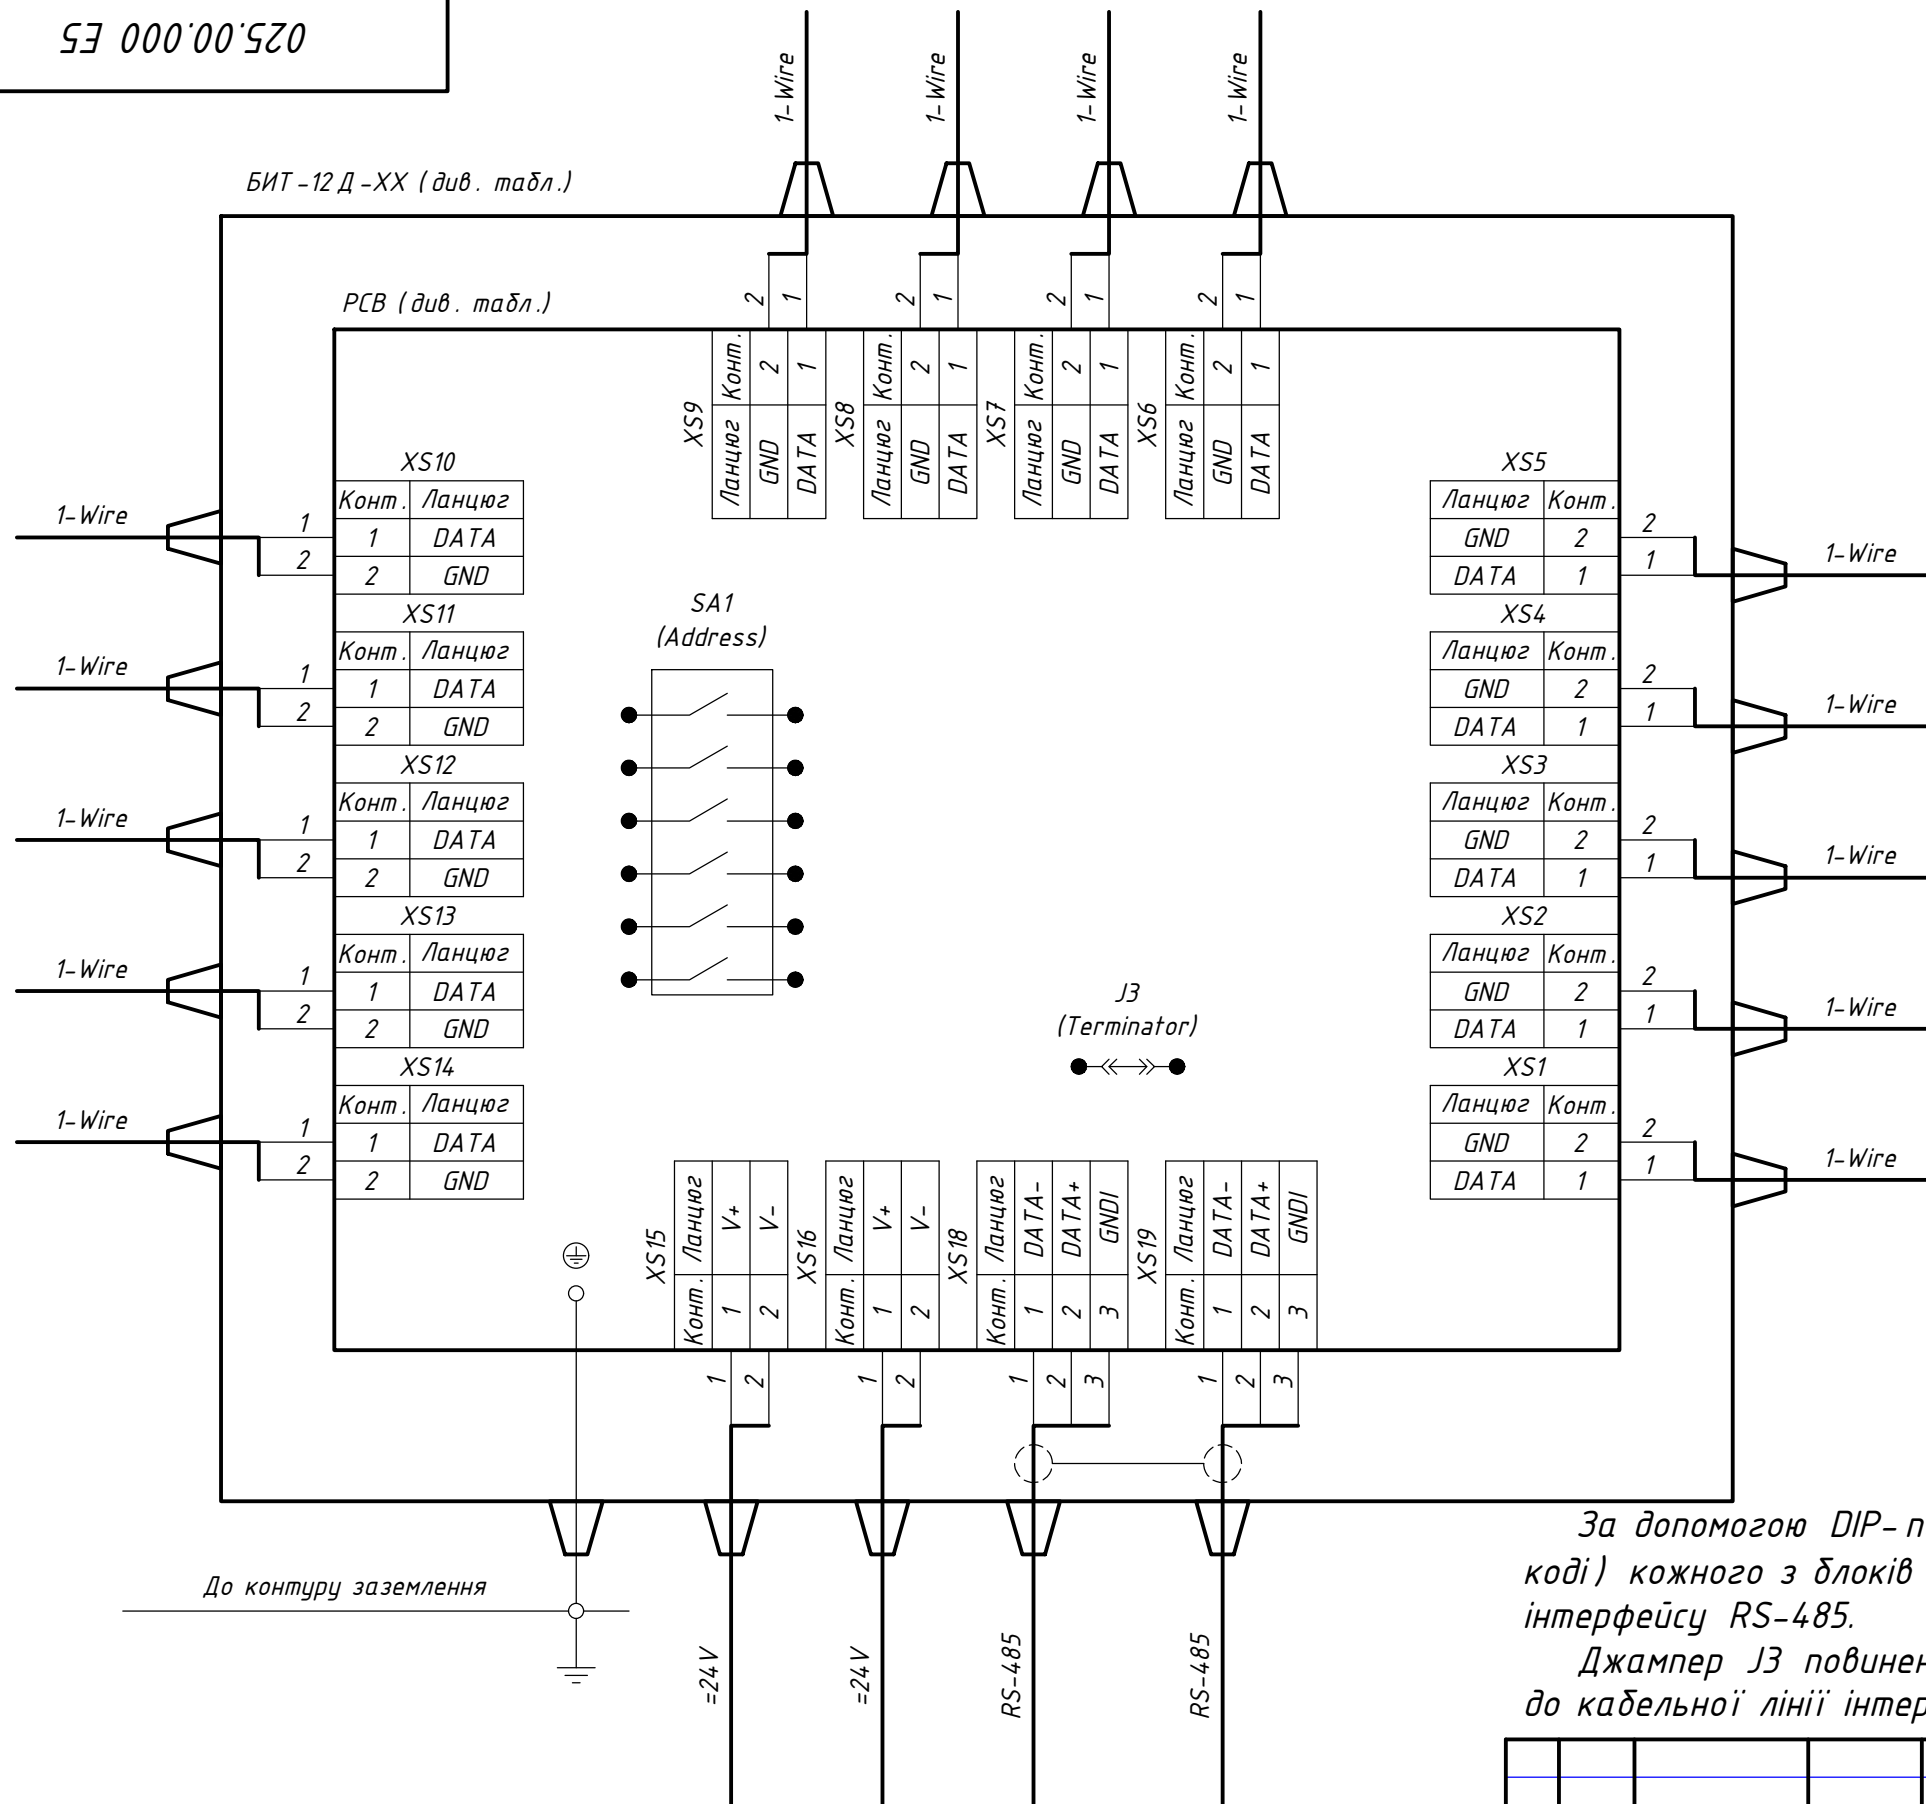 025.00.000 Е5
1-Wire
1-Wire
1-Wire
1-Wire
БИТ-12Д-ХХ (див. табл.)
PCB (див. табл.)
2 1
2 1
2 1
2 1
XS9
Конт. 2 1
Ланцюг GND DATA
XS8
Конт. 2 1
Ланцюг GND DATA
XS7
Конт. 2 1
Ланцюг GND DATA
XS6
Конт. 2 1
Ланцюг GND DATA
XS10
Конт. Ланцюг
1-Wire 1 1 DATA
2 2 GND
XS11
Конт. Ланцюг
1-Wire 1 1 DATA
2 2 GND
XS12
Конт. Ланцюг
1-Wire 1 1 DATA
2 2 GND
XS13
Конт. Ланцюг
1-Wire 1 1 DATA
2 2 GND
XS14
Конт. Ланцюг
1-Wire 1 1 DATA
2 2 GND
SA1
(Address)
J3
(Terminator)
XS5
Ланцюг Конт.
GND 2 2
DATA 1 1 1-Wire
XS4
Ланцюг Конт.
GND 2 2
DATA 1 1 1-Wire
XS3
Ланцюг Конт.
GND 2 2
DATA 1 1 1-Wire
XS2
Ланцюг Конт.
GND 2 2
DATA 1 1 1-Wire
XS1
Ланцюг Конт.
GND 2 2
DATA 1 1 1-Wire
XS15
Ланцюг V+ V-
Конт. 1 2
XS16
Ланцюг V+ V-
Конт. 1 2
XS18
Ланцюг DATA- DATA+ GNDI
Конт. 1 2 3
XS19
Ланцюг DATA- DATA+ GNDI
Конт. 1 2 3
1 2
1 2
1 2 3
1 2 3
До контуру заземлення
=24V
=24V
RS-485
RS-485
За допомогою DIP-п
коді) кожного з блоків
інтерфейсу RS-485.
Джампер J3 повинен
до кабельної лінії інтер